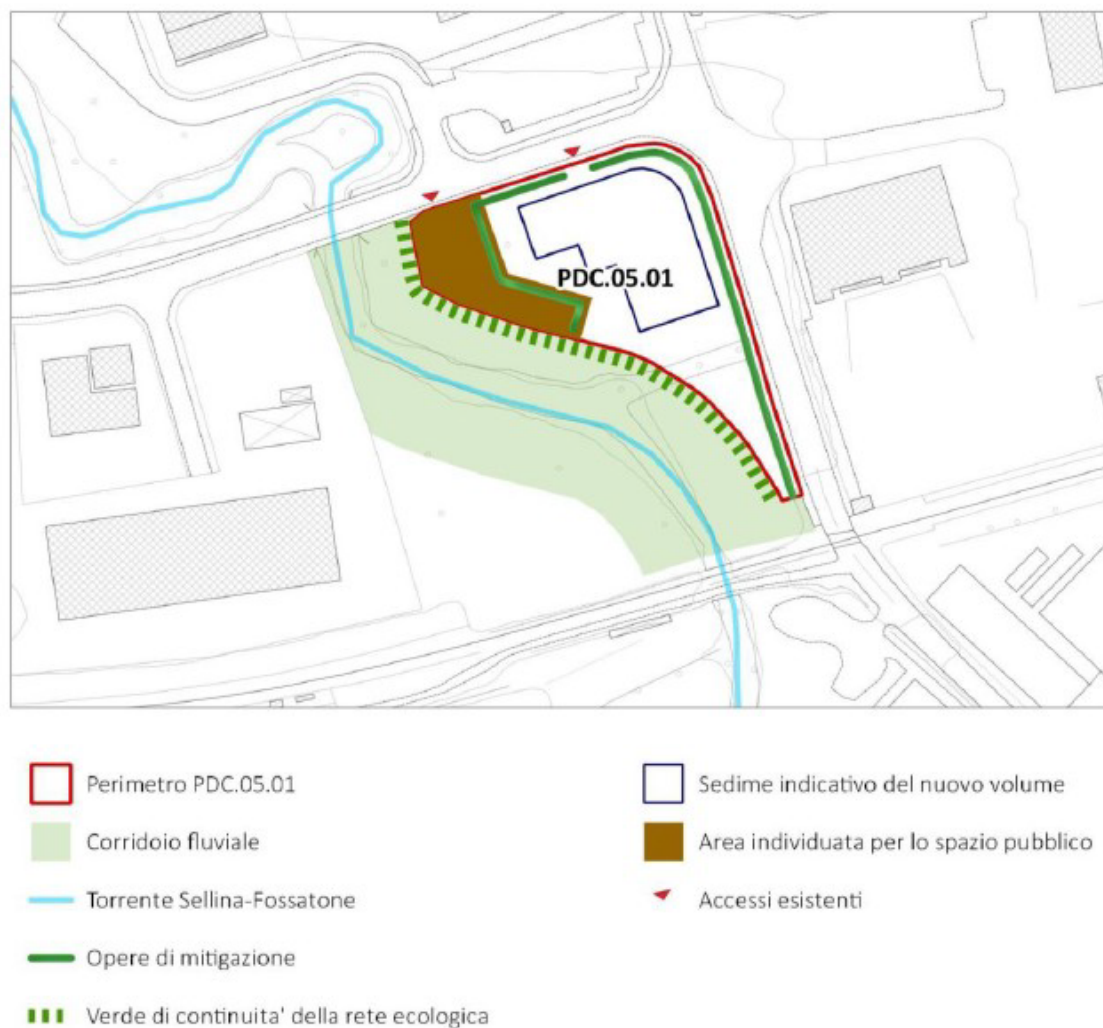 PDC.05.01
Perimetro PDC.05.01
Corridoio fluviale
Torrente Sellina-Fossatone
Opere di mitigazione
Verde di continuita' della rete ecologica
Sedime indicativo del nuovo volume
Area individuata per lo spazio pubblico
Accessi esistenti